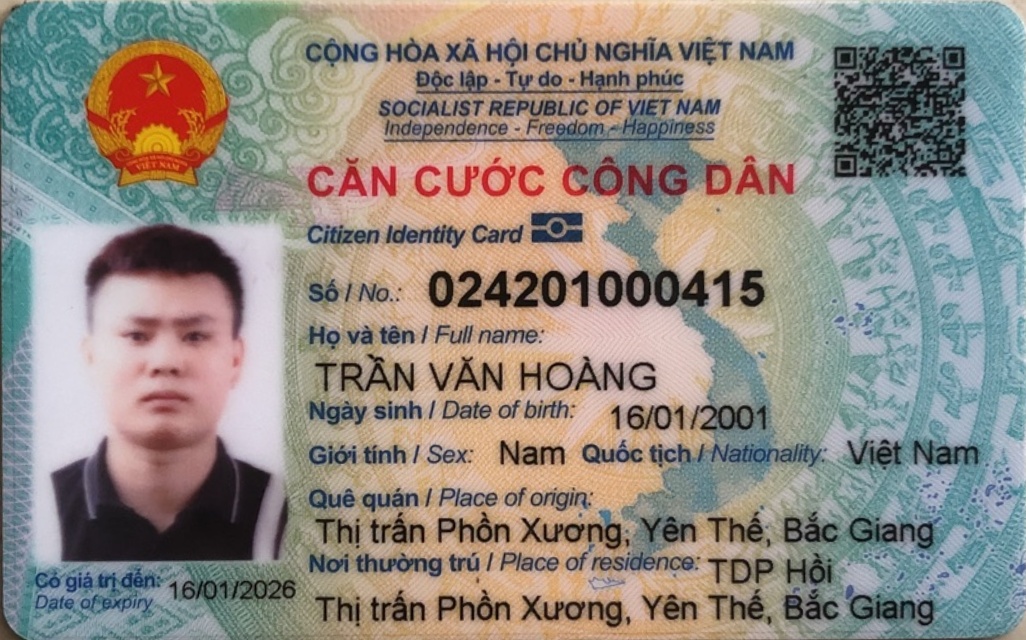 CỘNG HÒA XÃ HỘI CHỦ NGHĨA VIỆT NAM
Độc lập - Tự do - Hạnh phúc
SOCIALIST REPUBLIC OF VIET NAM
Independence - Freedom - Happiness
CĂN CƯỚC CÔNG DÂN
Citizen Identity Card
Số / No.: 024201000415
Họ và tên / Full name:
TRẦN VĂN HOÀNG
Ngày sinh / Date of birth: 16/01/2001
Giới tính / Sex: Nam Quốc tịch / Nationality: Việt Nam
Quê quán / Place of origin:
Thị trấn Phồn Xương, Yên Thế, Bắc Giang
Nơi thường trú / Place of residence: TDP Hồi
Thị trấn Phồn Xương, Yên Thế, Bắc Giang
Có giá trị đến: 16/01/2026
Date of expiry
VIỆT NAM